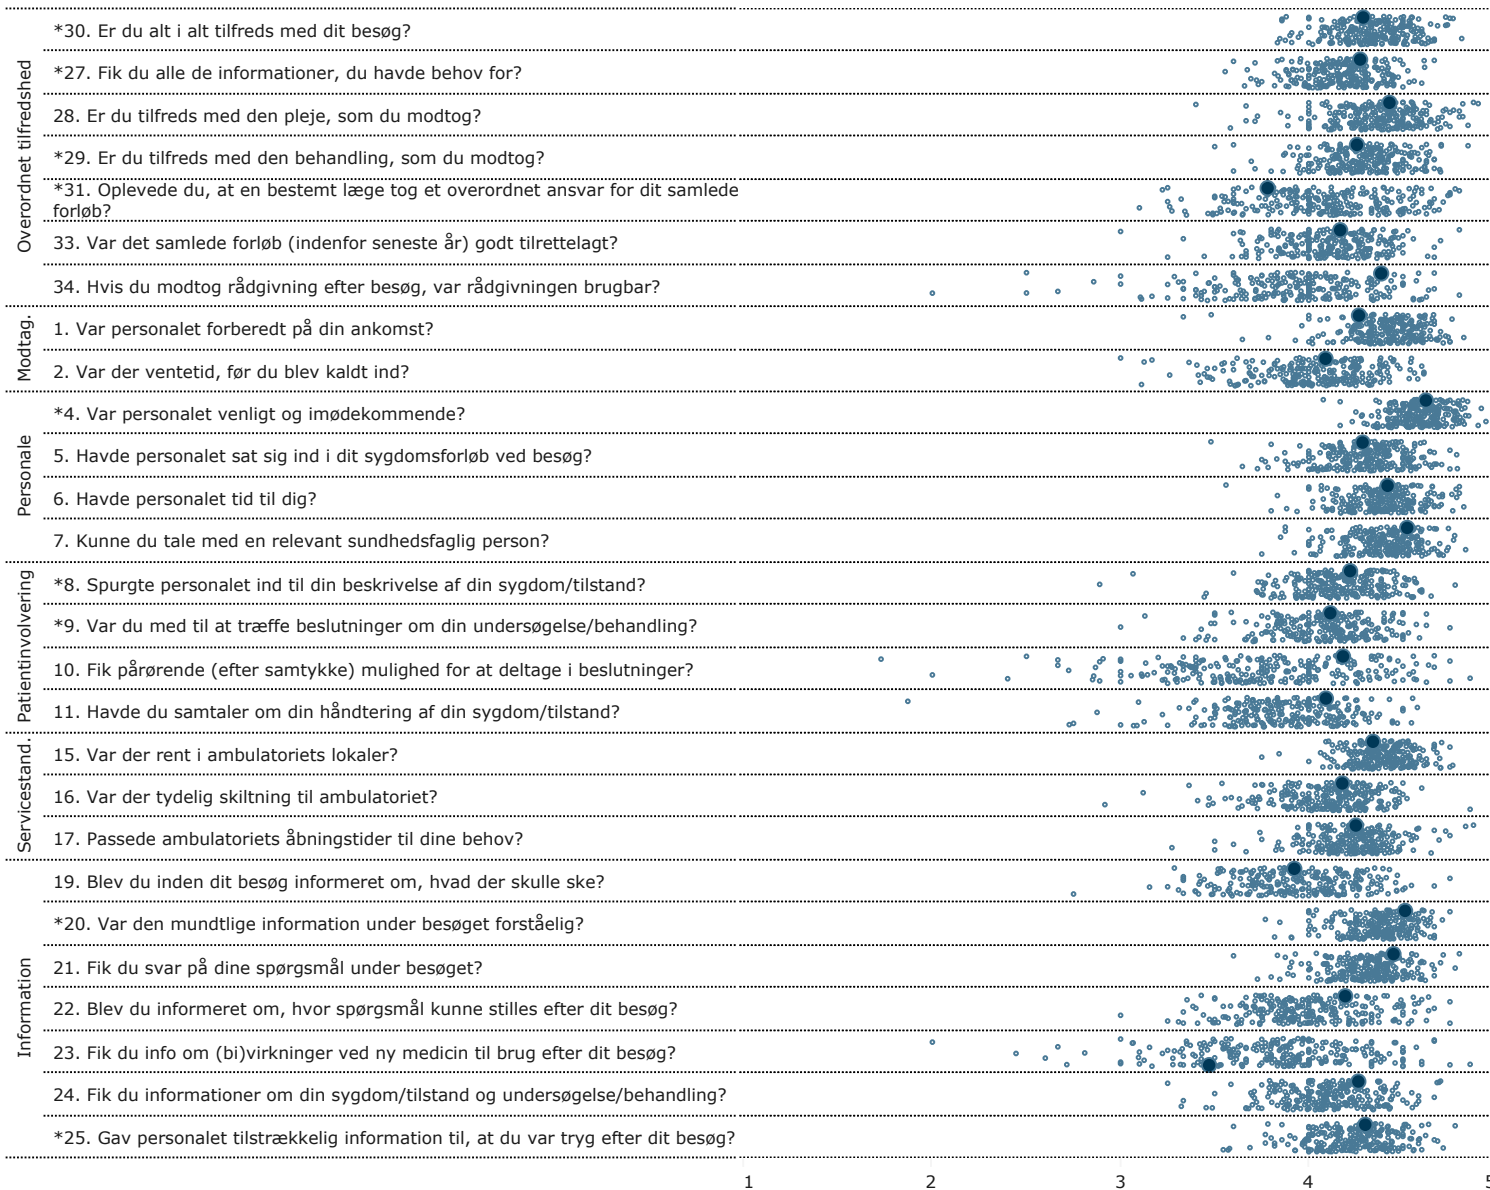 Overordnet tilfredshed
*30. Er du alt i alt tilfreds med dit besøg?
*27. Fik du alle de informationer, du havde behov for?
28. Er du tilfreds med den pleje, som du modtog?
*29. Er du tilfreds med den behandling, som du modtog?
*31. Oplevede du, at en bestemt læge tog et overordnet ansvar for dit samlede
forløb?
33. Var det samlede forløb (indenfor seneste år) godt tilrettelagt?
34. Hvis du modtog rådgivning efter besøg, var rådgivningen brugbar?
Modtag.
1. Var personalet forberedt på din ankomst?
2. Var der ventetid, før du blev kaldt ind?
Personale
*4. Var personalet venligt og imødekommende?
5. Havde personalet sat sig ind i dit sygdomsforløb ved besøg?
6. Havde personalet tid til dig?
7. Kunne du tale med en relevant sundhedsfaglig person?
Patientinvolvering
*8. Spurgte personalet ind til din beskrivelse af din sygdom/tilstand?
*9. Var du med til at træffe beslutninger om din undersøgelse/behandling?
10. Fik pårørende (efter samtykke) mulighed for at deltage i beslutninger?
11. Havde du samtaler om din håndtering af din sygdom/tilstand?
Servicestand.
15. Var der rent i ambulatoriets lokaler?
16. Var der tydelig skiltning til ambulatoriet?
17. Passede ambulatoriets åbningstider til dine behov?
Information
19. Blev du inden dit besøg informeret om, hvad der skulle ske?
*20. Var den mundtlige information under besøget forståelig?
21. Fik du svar på dine spørgsmål under besøget?
22. Blev du informeret om, hvor spørgsmål kunne stilles efter dit besøg?
23. Fik du info om (bi)virkninger ved ny medicin til brug efter dit besøg?
24. Fik du informationer om din sygdom/tilstand og undersøgelse/behandling?
*25. Gav personalet tilstrækkelig information til, at du var tryg efter dit besøg?
1 2 3 4 5